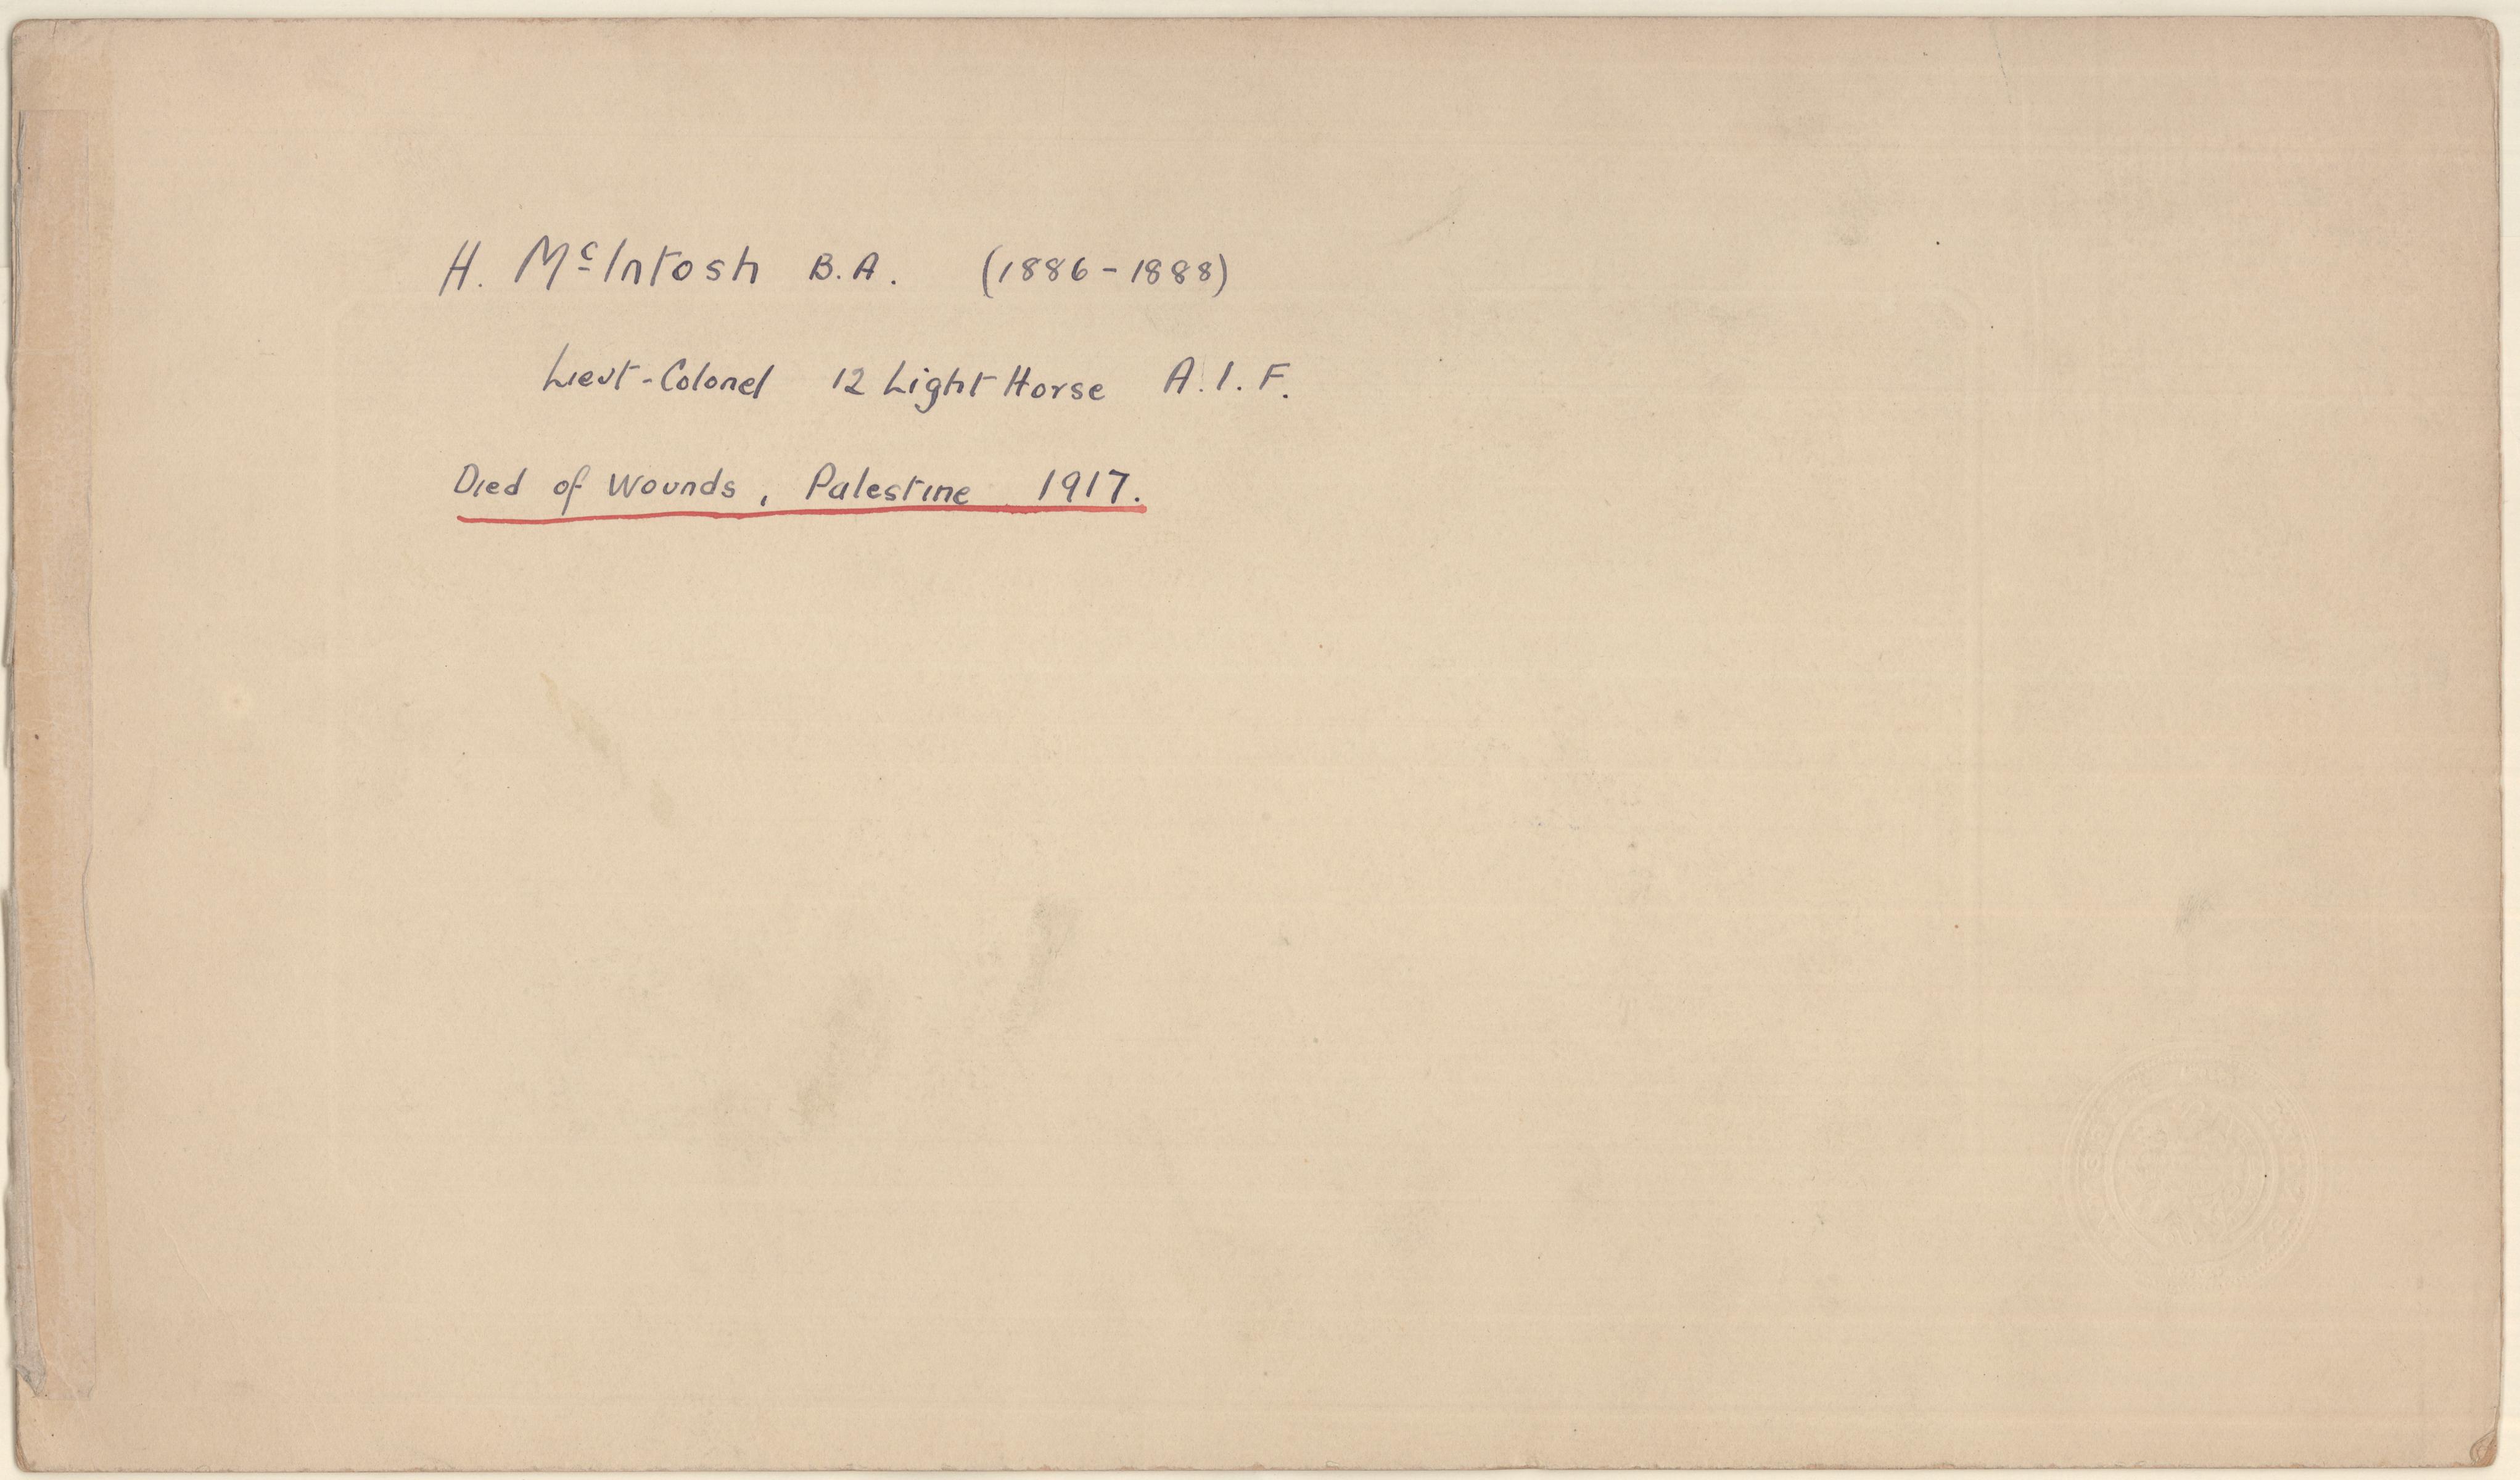 H. McIntosh B.A. (1886-1888)
Lieut-Colonel 12 Light Horse A.I.F.
Died of Wounds, Palestine 1917.